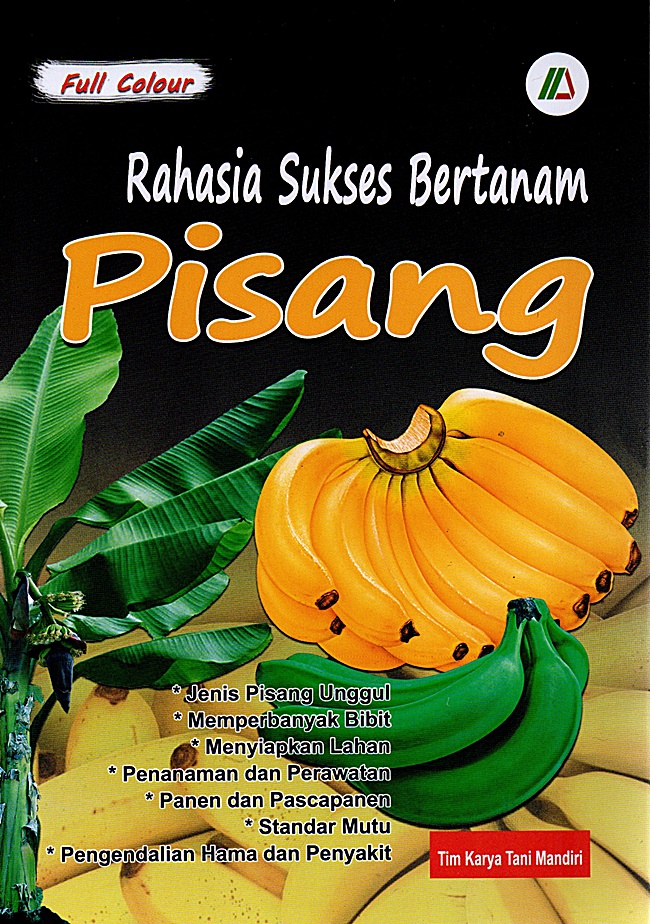 Full Colour
Rahasia Sukses Bertanam
Pisang
* Jenis Pisang Unggul
* Memperbanyak Bibit
* Menyiapkan Lahan
* Penanaman dan Perawatan
* Panen dan Pascapanen
* Standar Mutu
* Pengendalian Hama dan Penyakit
Tim Karya Tani Mandiri